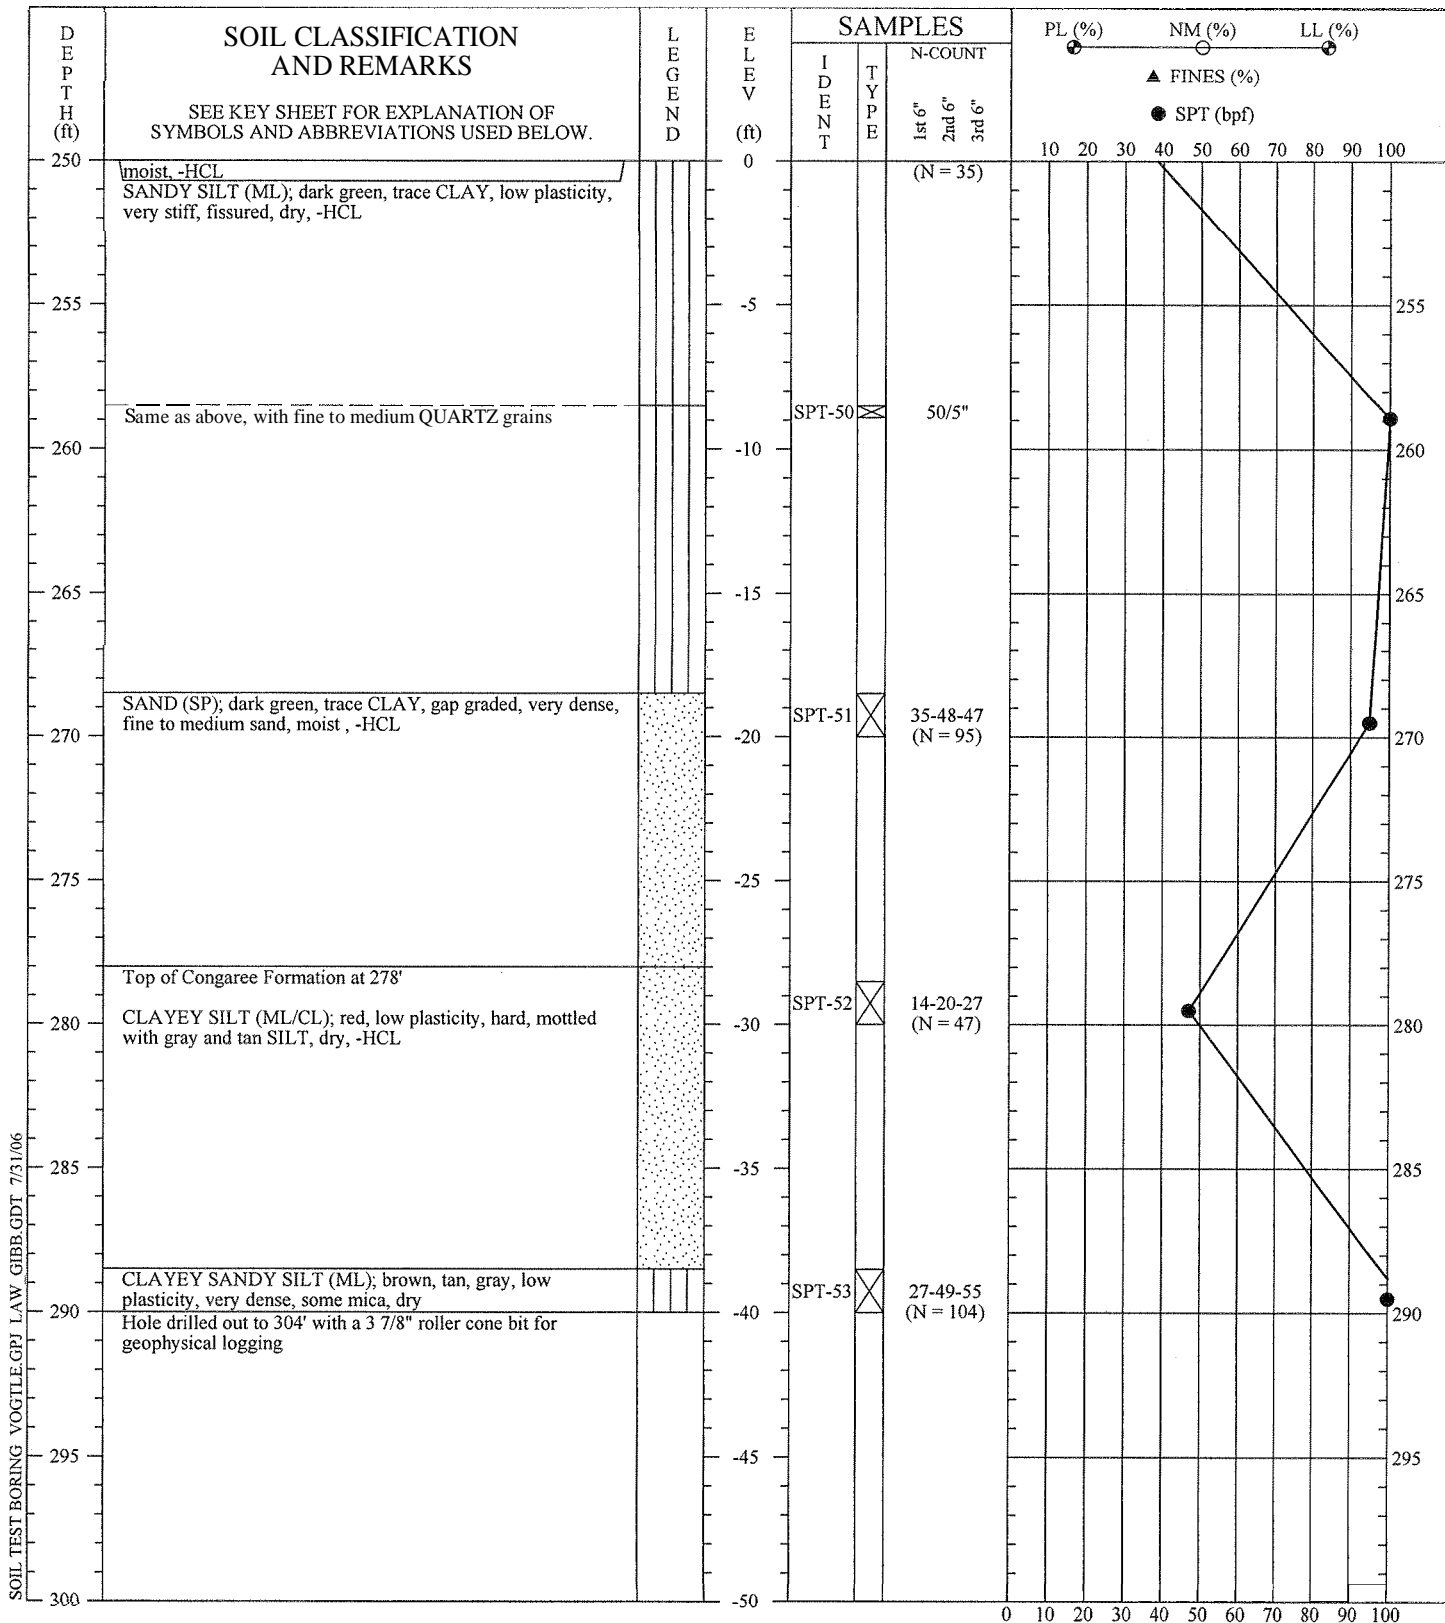 DEPTH (ft)
SOIL CLASSIFICATION
AND REMARKS
SEE KEY SHEET FOR EXPLANATION OF
SYMBOLS AND ABBREVIATIONS USED BELOW.
LEGEND
ELEV (ft)
SAMPLES
IDENT
TYPE
N-COUNT
1st 6"
2nd 6"
3rd 6"
PL (%) NM (%) LL (%)
▲ FINES (%)
● SPT (bpf)
10 20 30 40 50 60 70 80 90 100
250
moist, -HCL
0
(N = 35)
SANDY SILT (ML); dark green, trace CLAY, low plasticity,
very stiff, fissured, dry, -HCL
255
-5
255
Same as above, with fine to medium QUARTZ grains
SPT-50
50/5"
260
-10
260
265
-15
265
SAND (SP); dark green, trace CLAY, gap graded, very dense,
fine to medium sand, moist , -HCL
SPT-51
35-48-47
(N = 95)
270
-20
270
275
-25
275
Top of Congaree Formation at 278'
CLAYEY SILT (ML/CL); red, low plasticity, hard, mottled
with gray and tan SILT, dry, -HCL
SPT-52
14-20-27
(N = 47)
280
-30
280
285
-35
285
CLAYEY SANDY SILT (ML); brown, tan, gray, low
plasticity, very dense, some mica, dry
SPT-53
27-49-55
(N = 104)
290
-40
290
Hole drilled out to 304' with a 3 7/8" roller cone bit for
geophysical logging
295
-45
295
300
-50
0 10 20 30 40 50 60 70 80 90 100
SOIL TEST BORING VOGTLE.GPJ LAW_GIBB.GDT 7/31/06